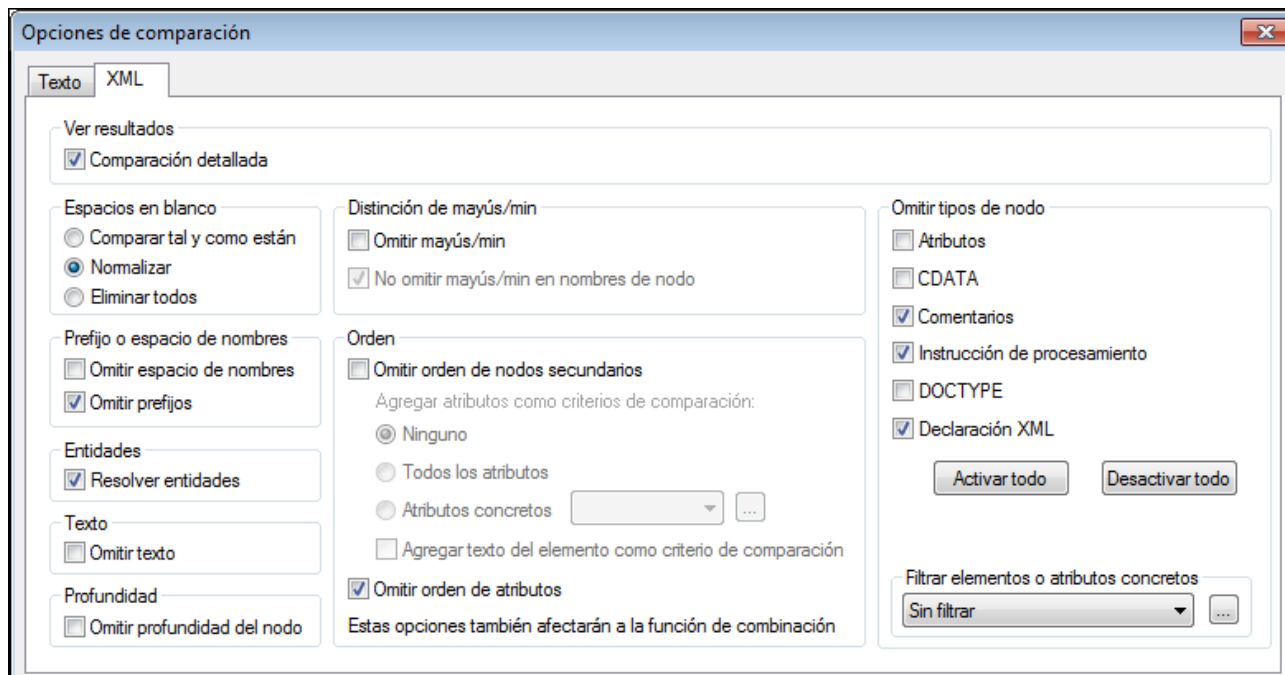 Opciones de comparación
Texto
XML
Ver resultados
Comparación detallada
Espacios en blanco
Comparar tal y como están
Normalizar
Eliminar todos
Prefijo o espacio de nombres
Omitir espacio de nombres
Omitir prefijos
Entidades
Resolver entidades
Texto
Omitir texto
Profundidad
Omitir profundidad del nodo
Distinción de mayús/min
Omitir mayús/min
No omitir mayús/min en nombres de nodo
Orden
Omitir orden de nodos secundarios
Agregar atributos como criterios de comparación:
Ninguno
Todos los atributos
Atributos concretos
...
Agregar texto del elemento como criterio de comparación
Omitir orden de atributos
Estas opciones también afectarán a la función de combinación
Omitir tipos de nodo
Atributos
CDATA
Comentarios
Instrucción de procesamiento
DOCTYPE
Declaración XML
Activar todo
Desactivar todo
Filtrar elementos o atributos concretos
Sin filtrar
...